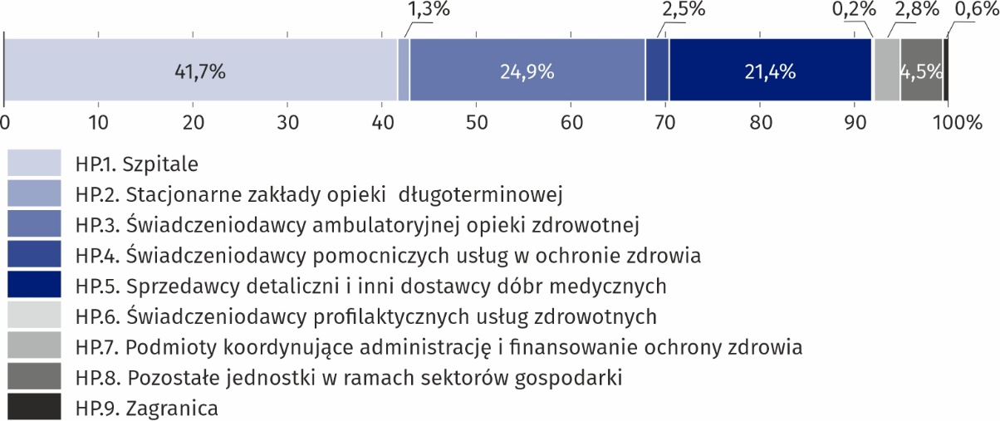 1,3% 2,5% 0,2% 2,8% 0,6%
41,7% 24,9% 21,4% 4,5%
0 10 20 30 40 50 60 70 80 90 100%
HP.1. Szpitale
HP.2. Stacjonarne zakłady opieki długoterminowej
HP.3. Świadczeniodawcy ambulatoryjnej opieki zdrowotnej
HP.4. Świadczeniodawcy pomocniczych usług w ochronie zdrowia
HP.5. Sprzedawcy detaliczni i inni dostawcy dóbr medycznych
HP.6. Świadczeniodawcy profilaktycznych usług zdrowotnych
HP.7. Podmioty koordynujące administrację i finansowanie ochrony zdrowia
HP.8. Pozostałe jednostki w ramach sektorów gospodarki
HP.9. Zagranica